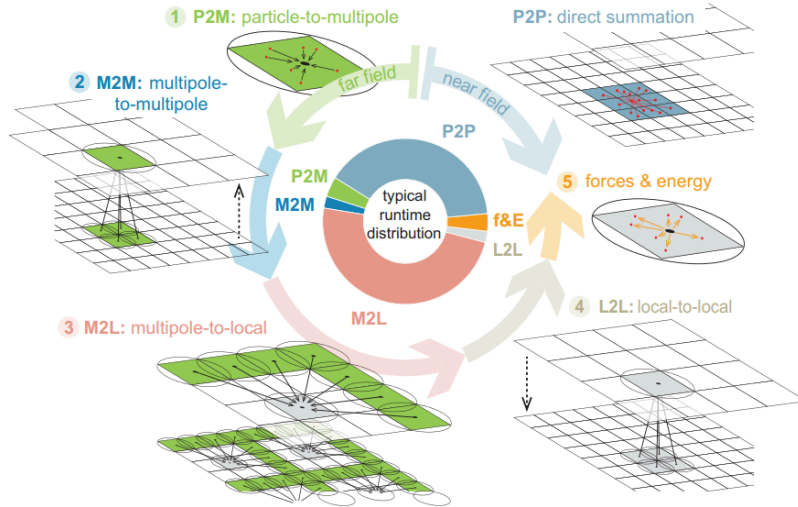 1 P2M: particle-to-multipole
P2P: direct summation
2 M2M: multipole-
to-multipole
far field
near field
P2P
P2M
M2M
typical
runtime
distribution
f&E
L2L
M2L
5 forces & energy
3 M2L: multipole-to-local
4 L2L: local-to-local